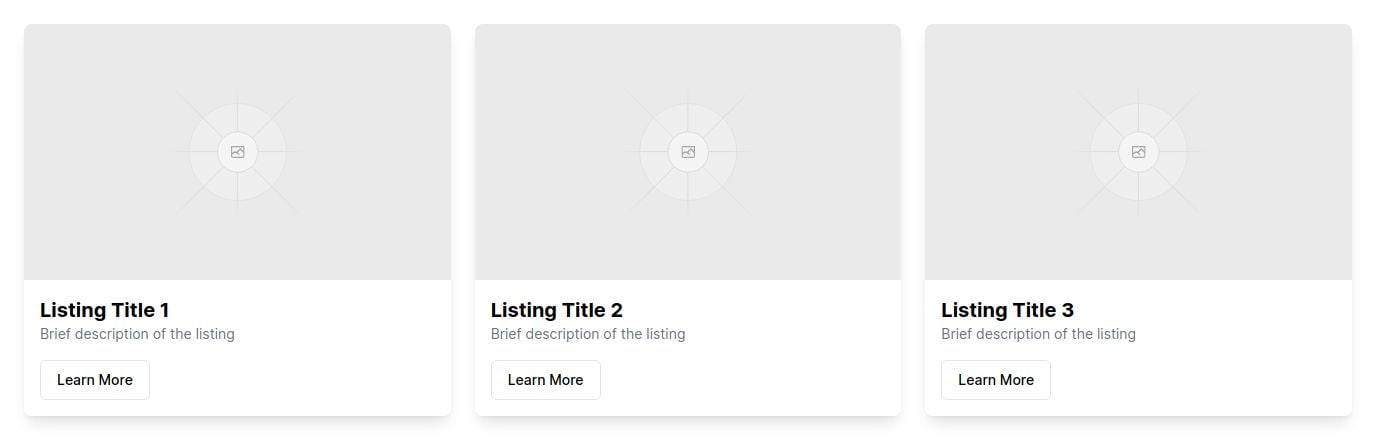 Listing Title 1
Brief description of the listing
Learn More
Listing Title 2
Brief description of the listing
Learn More
Listing Title 3
Brief description of the listing
Learn More